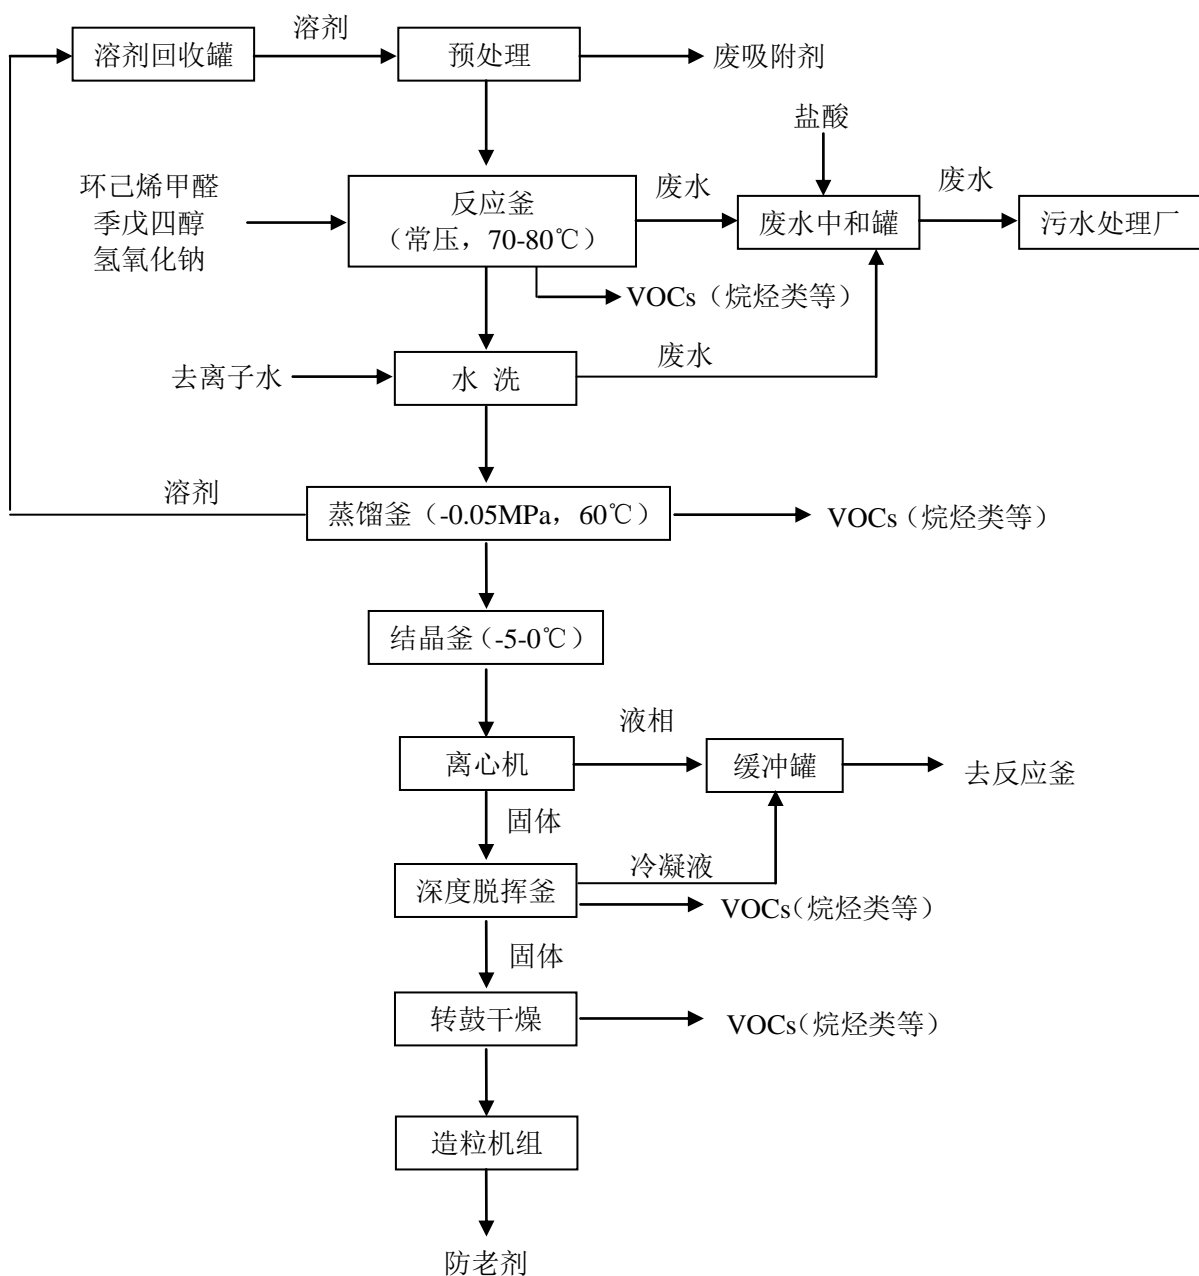 溶剂
溶剂回收罐
预处理
废吸附剂
盐酸
环己烯甲醛
季戊四醇
氢氧化钠
反应釜
（常压，70-80℃）
废水
废水中和罐
废水
污水处理厂
VOCs（烷烃类等）
去离子水
水 洗
废水
溶剂
蒸馏釜（-0.05MPa，60℃）
VOCs（烷烃类等）
结晶釜（-5-0℃）
液相
离心机
缓冲罐
去反应釜
固体
冷凝液
深度脱挥釜
VOCs（烷烃类等）
固体
转鼓干燥
VOCs（烷烃类等）
造粒机组
防老剂